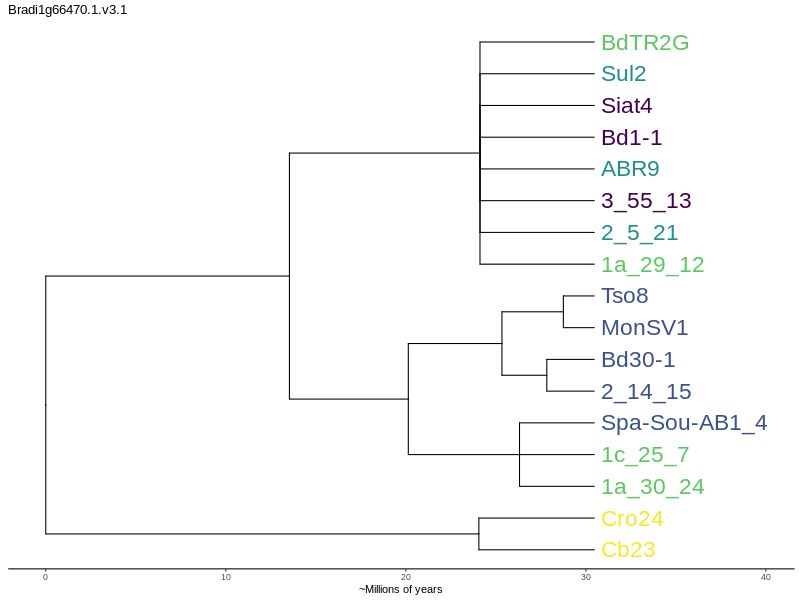 Bradi1g66470.1.v3.1
BdTR2G
Sul2
Siat4
Bd1-1
ABR9
3_55_13
2_5_21
1a_29_12
Tso8
MonSV1
Bd30-1
2_14_15
Spa-Sou-AB1_4
1c_25_7
1a_30_24
Cro24
Cb23
0 10 20 30 40
~Millions of years